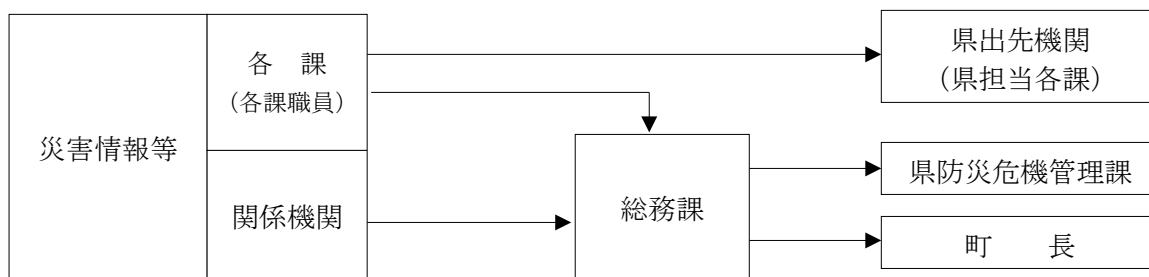 災害情報等
各　課
（各課職員）
関係機関
総務課
県出先機関
（県担当各課）
県防災危機管理課
町　　長